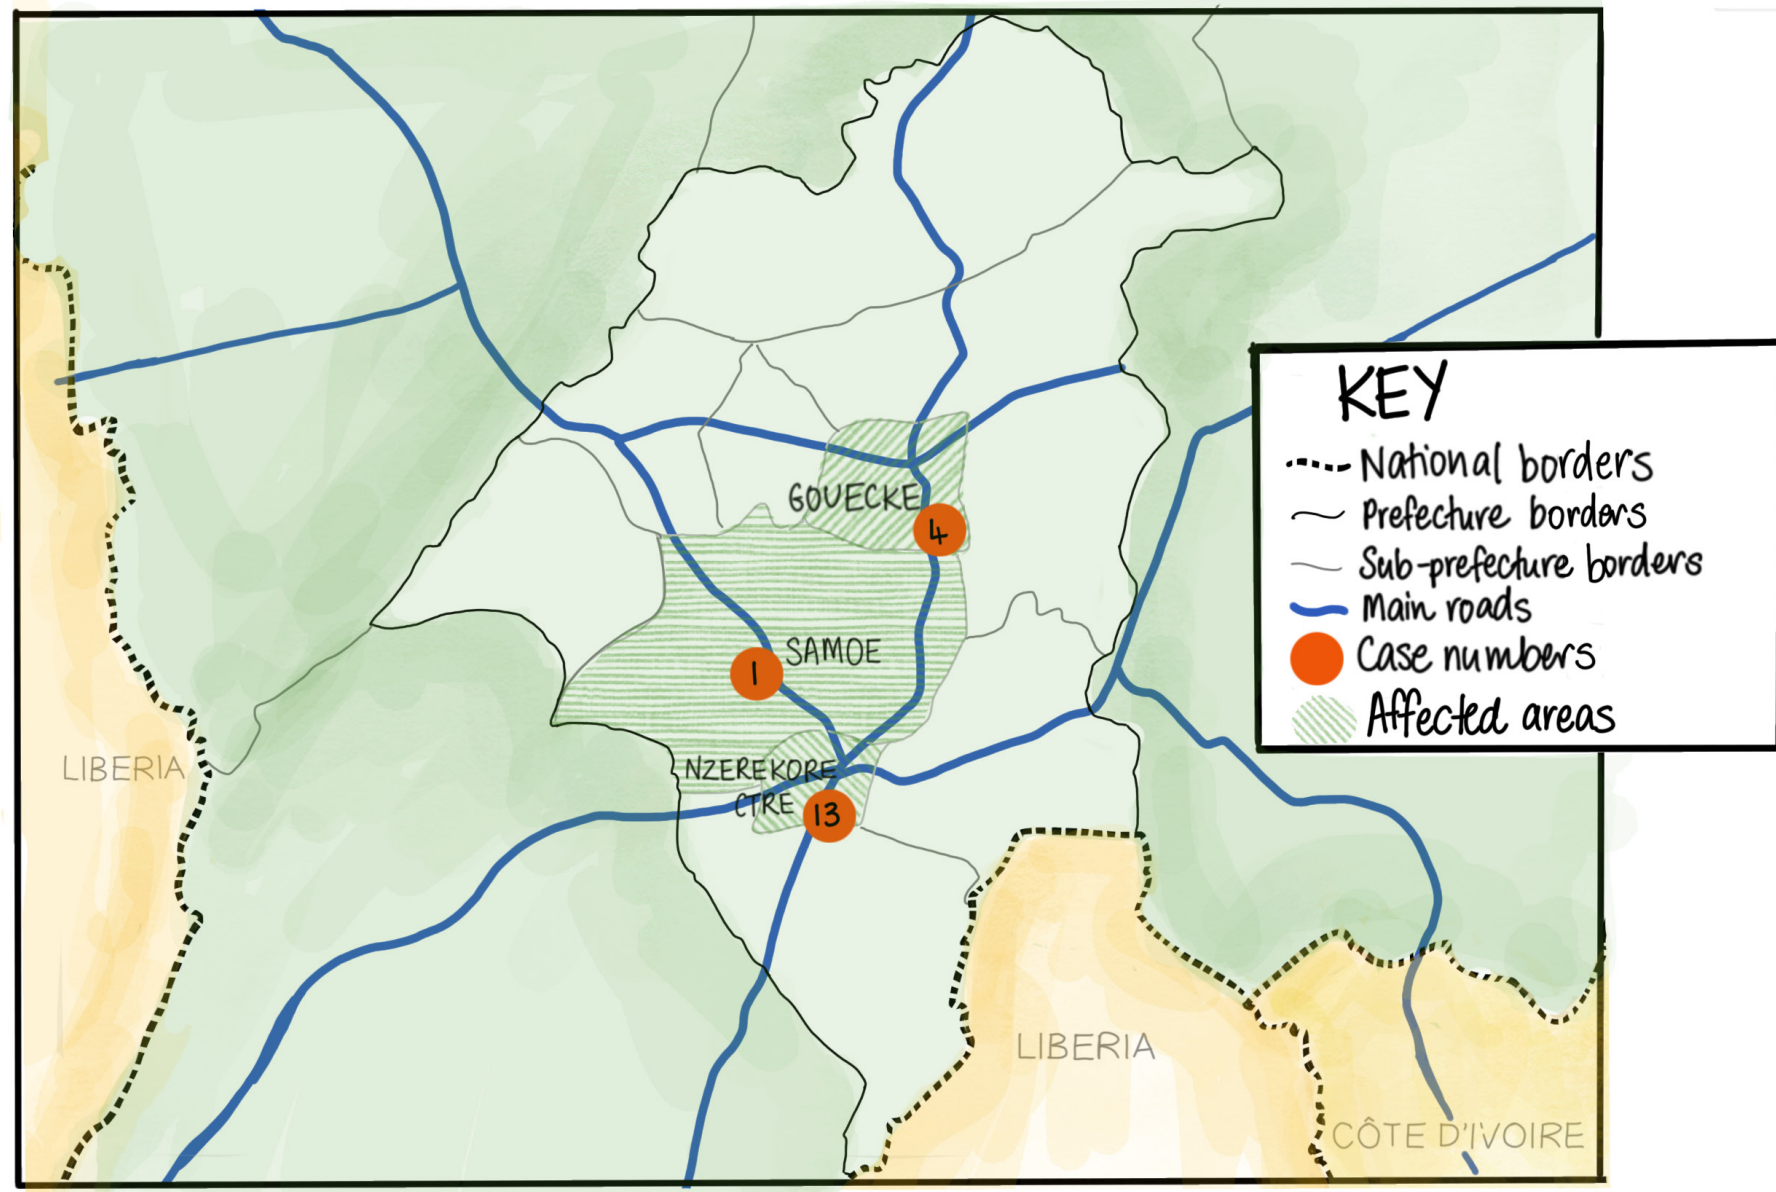 GOUECKE
4
SAMOE
1
NZEREKORE
CTRE
13
LIBERIA
LIBERIA
CÔTE D'IVOIRE
KEY
National borders
Prefecture borders
Sub-prefecture borders
Main roads
Case numbers
Affected areas